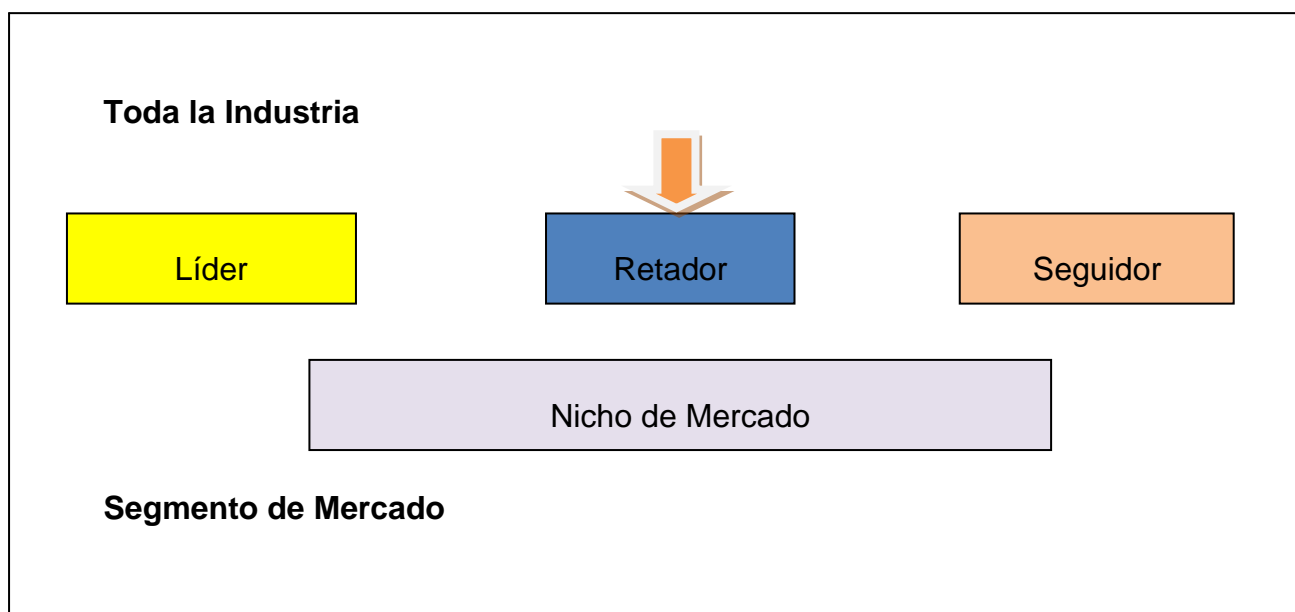 Toda la Industria
Líder
Retador
Seguidor
Nicho de Mercado
Segmento de Mercado